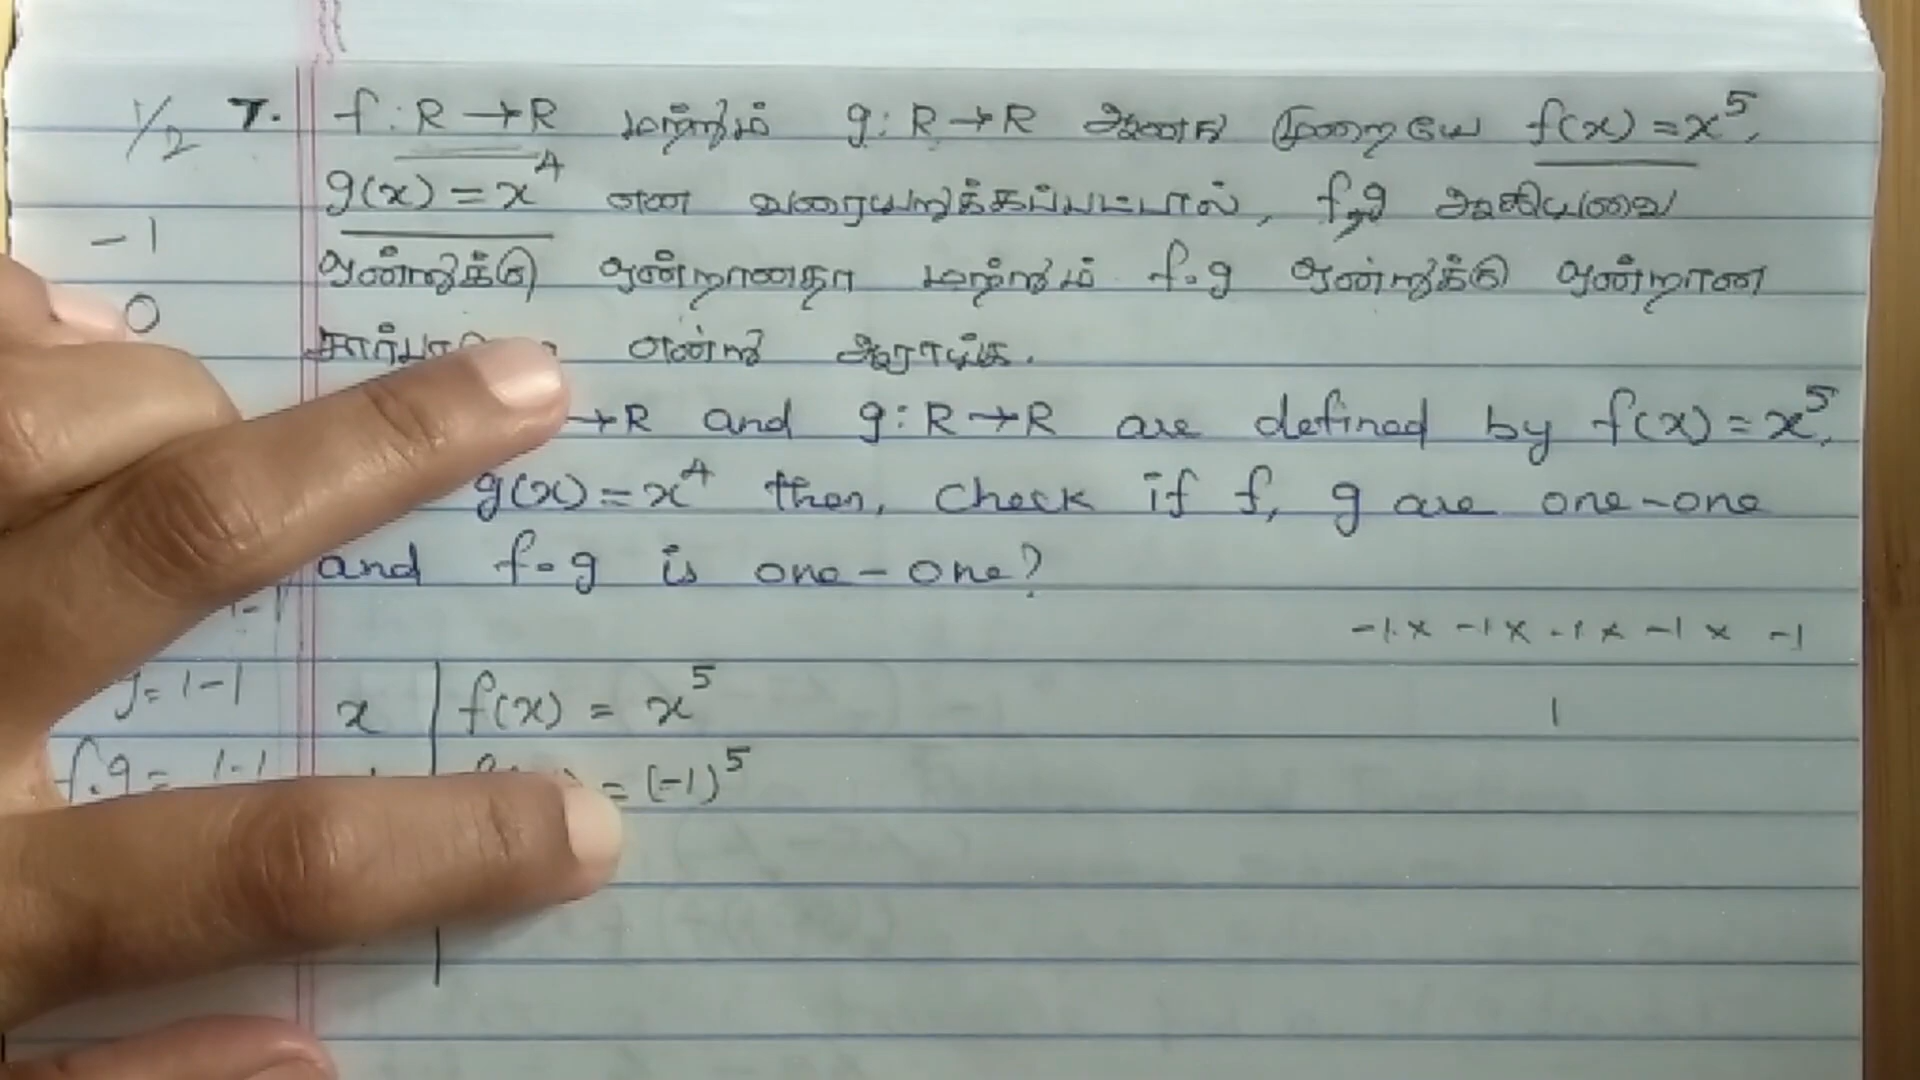 1/2 7. f : R → R மற்றும் g : R → R ஆனது முறையே f(x) = x⁵,
g(x) = x⁴ என வரையறுக்கப்பட்டால், f,g ஆகியவை
-1 ஒன்றுக்கு ஒன்றானதா மற்றும் f∘g ஒன்றுக்கு ஒன்றான
0 என்று ஆராய்க.
→ R and g : R → R are defined by f(x) = x⁵,
g(x) = x⁴ then, check if f, g are one-one
and f∘g is one-one?
-1 × -1 × -1 × -1 × -1
g = 1-1 x f(x) = x⁵ 1
f∘g = 1-1 = (-1)⁵